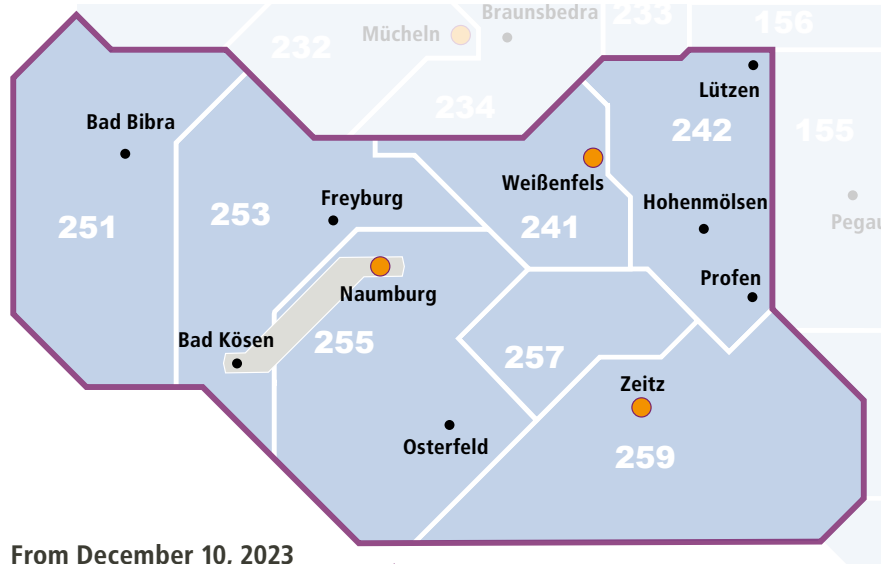 Braunsbedra
233
156
Mücheln
232
Lützen
234
Bad Bibra
242
155
Weißenfels
Freyburg
Hohenmölsen
251
253
241
Pegau
Profen
Naumburg
Bad Kösen
255
257
Zeitz
Osterfeld
259
From December 10, 2023